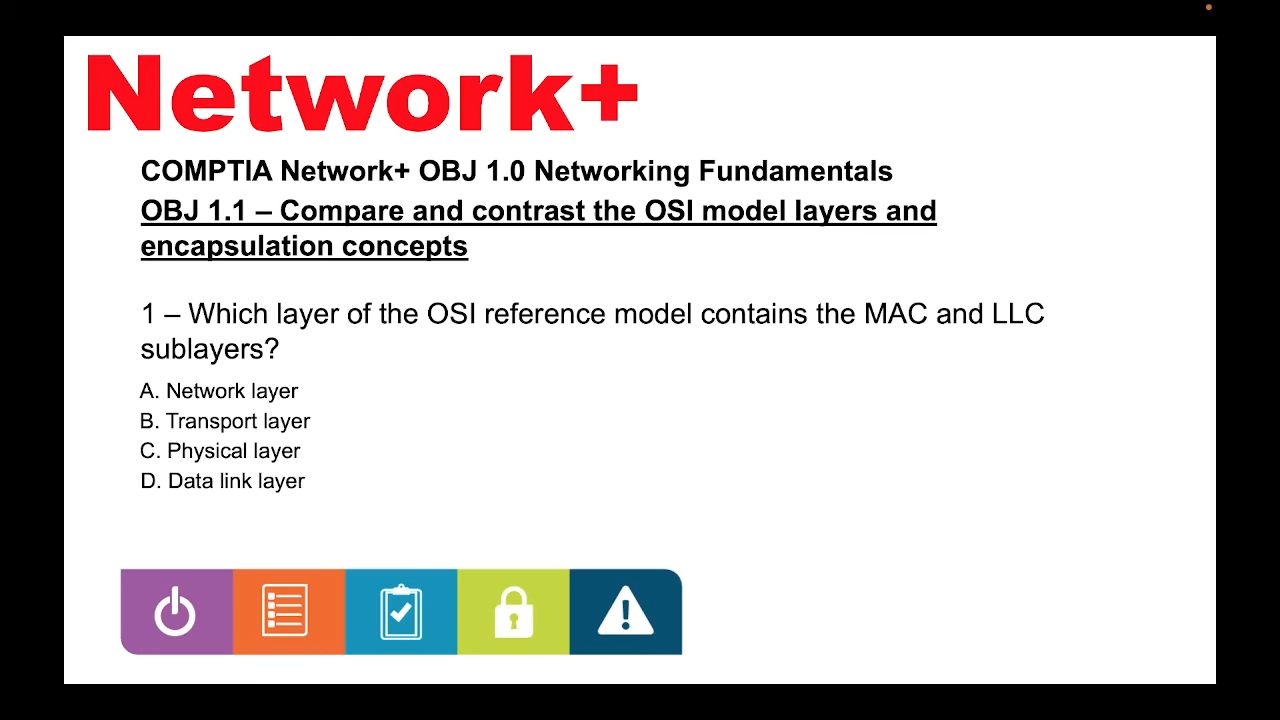 Network+
COMPTIA Network+ OBJ 1.0 Networking Fundamentals
OBJ 1.1 – Compare and contrast the OSI model layers and
encapsulation concepts
1 – Which layer of the OSI reference model contains the MAC and LLC
sublayers?
A. Network layer
B. Transport layer
C. Physical layer
D. Data link layer